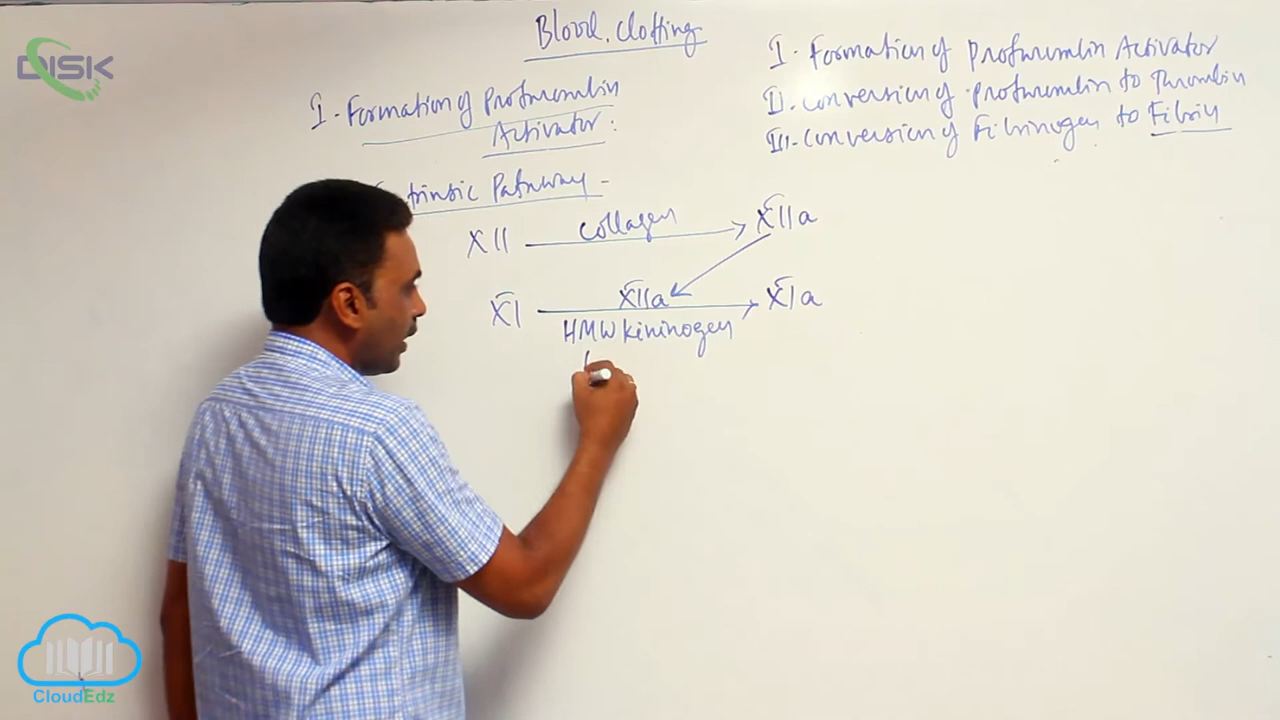 DISK
Blood clotting
I. Formation of Prothrombin
Activator:
trinsic Pathway -
XII collagen XIIa
XI XIIa XIa
HMW kininogen
I. Formation of Prothrombin Activator
II. Conversion of prothrombin to Thrombin
III. Conversion of Fibrinogen to Fibrin
CloudEdz